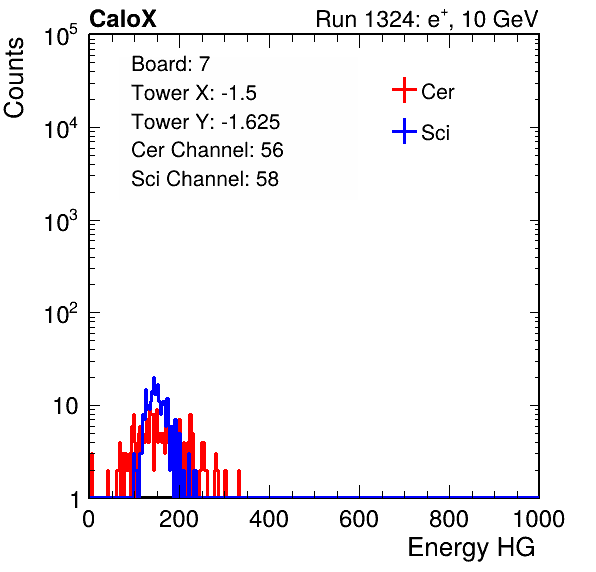 CaloX Run 1324: e⁺, 10 GeV
Counts
10⁵
10⁴
10³
10²
10
1
Board: 7
Tower X: -1.5
Tower Y: -1.625
Cer Channel: 56
Sci Channel: 58
Cer
Sci
0 200 400 600 800 1000
Energy HG